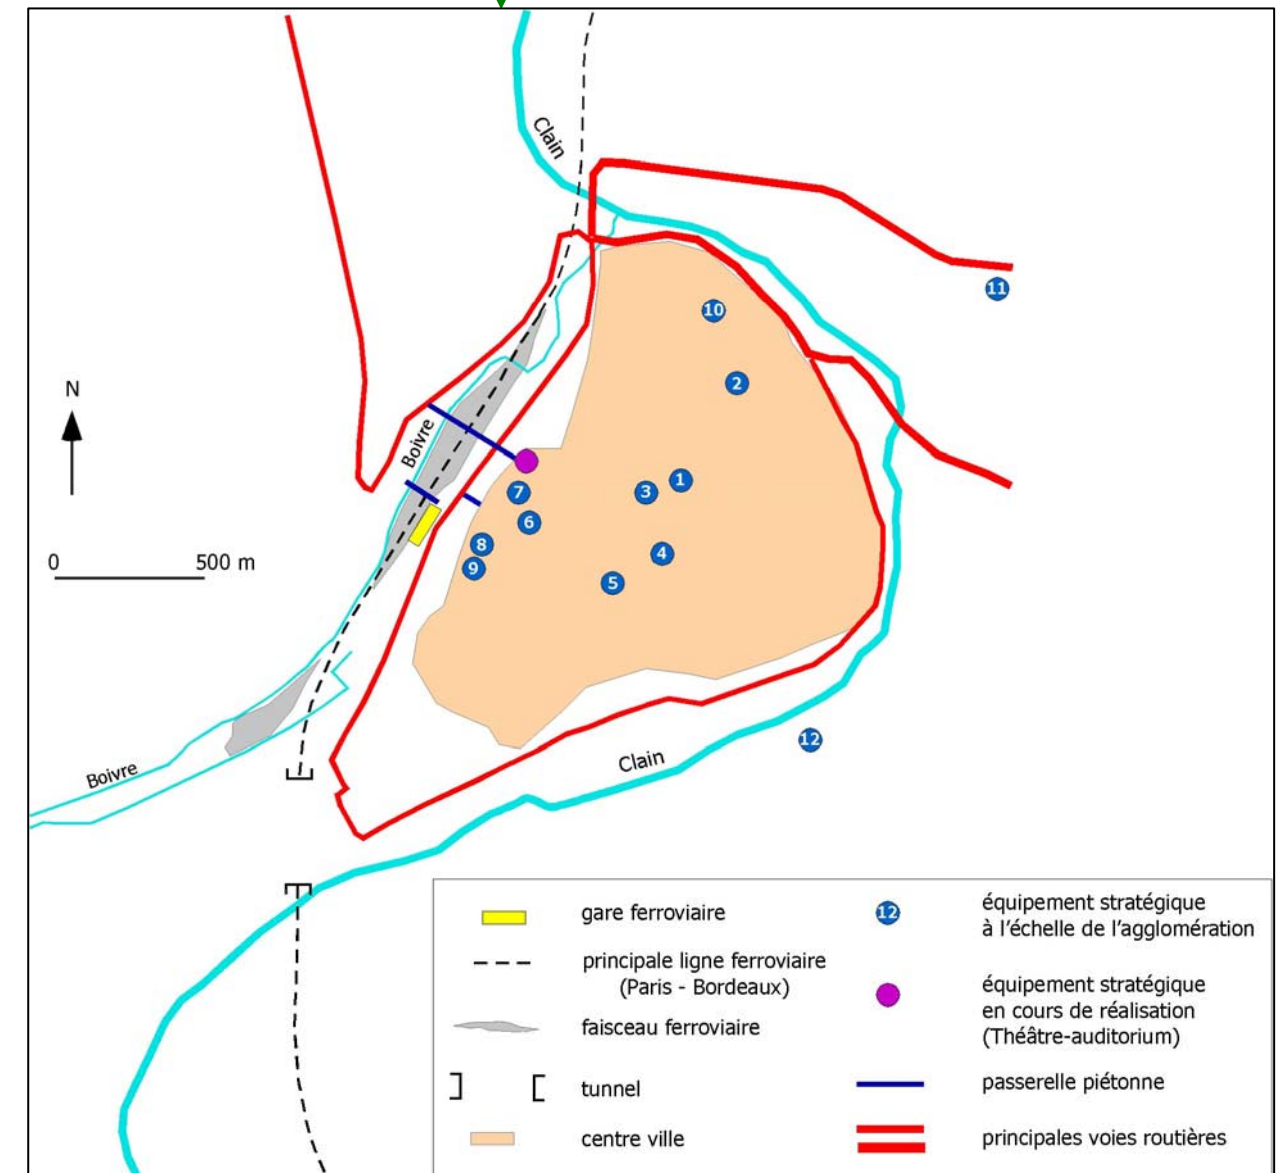 Clain
11
10
2
N
Boivre
7
3
1
6
8
4
9
5
0 500 m
12
Clain
Boivre
gare ferroviaire
principale ligne ferroviaire
(Paris - Bordeaux)
faisceau ferroviaire
tunnel
centre ville
12
équipement stratégique
à l'échelle de l'agglomération
équipement stratégique
en cours de réalisation
(Théâtre-auditorium)
passerelle piétonne
principales voies routières